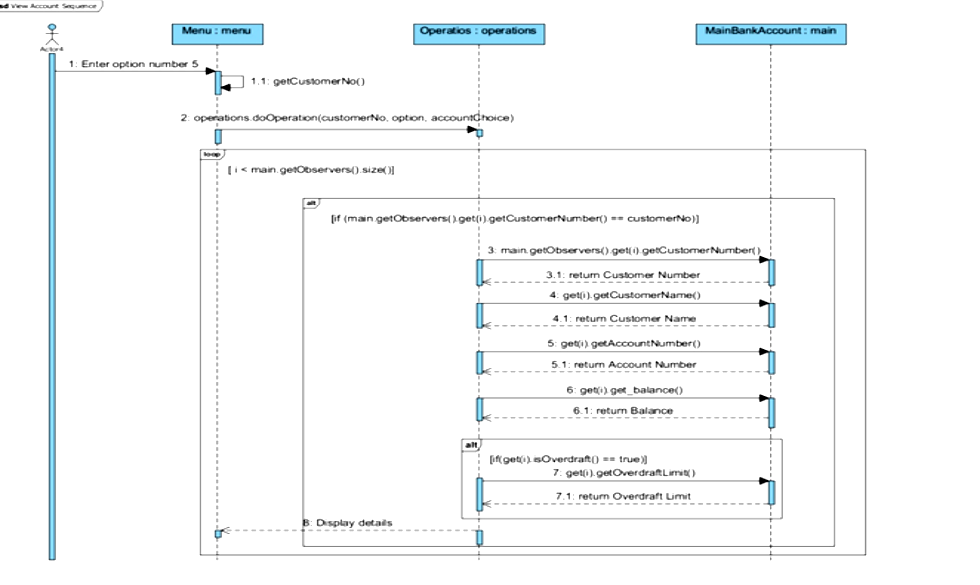 sd View Account Sequence
Actor4
Menu : menu
Operatios : operations
MainBankAccount : main
1: Enter option number 5
1.1: getCustomerNo()
2: operations.doOperation(customerNo, option, accountChoice)
loop
[ i < main.getObservers().size()]
alt
[if (main.getObservers().get(i).getCustomerNumber() == customerNo)]
3: main.getObservers().get(i).getCustomerNumber()
3.1: return Customer Number
4: get(i).getCustomerName()
4.1: return Customer Name
5: get(i).getAccountNumber()
5.1: return Account Number
6: get(i).get_balance()
6.1: return Balance
alt
[if(get(i).isOverdraft() == true)]
7: get(i).getOverdraftLimit()
7.1: return Overdraft Limit
8: Display details